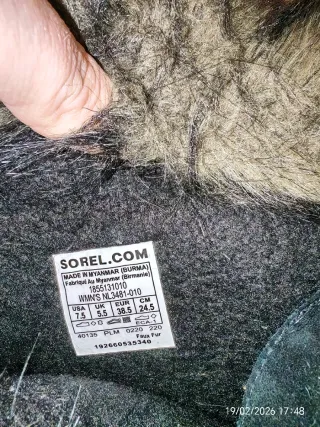 SOREL.COM
MADE IN MYANMAR (BURMA)
Fabriqué Au Myanmar (Birmanie)
1855131010
WMN'S NL3481-010
USA UK EUR CM
7.5 5.5 38.5 24.5
40135 PLM 0220 220
Faux Fur
192660535340
19/02/2026 17:48